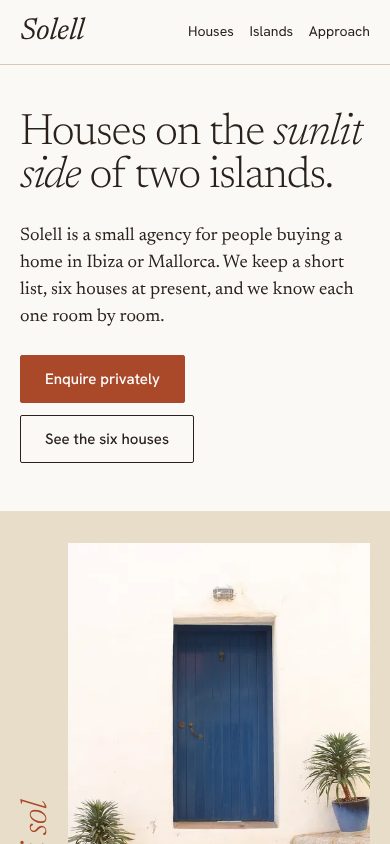 Solell
Houses Islands Approach
Houses on the sunlit
side of two islands.
Solell is a small agency for people buying a
home in Ibiza or Mallorca. We keep a short
list, six houses at present, and we know each
one room by room.
Enquire privately
See the six houses
sol